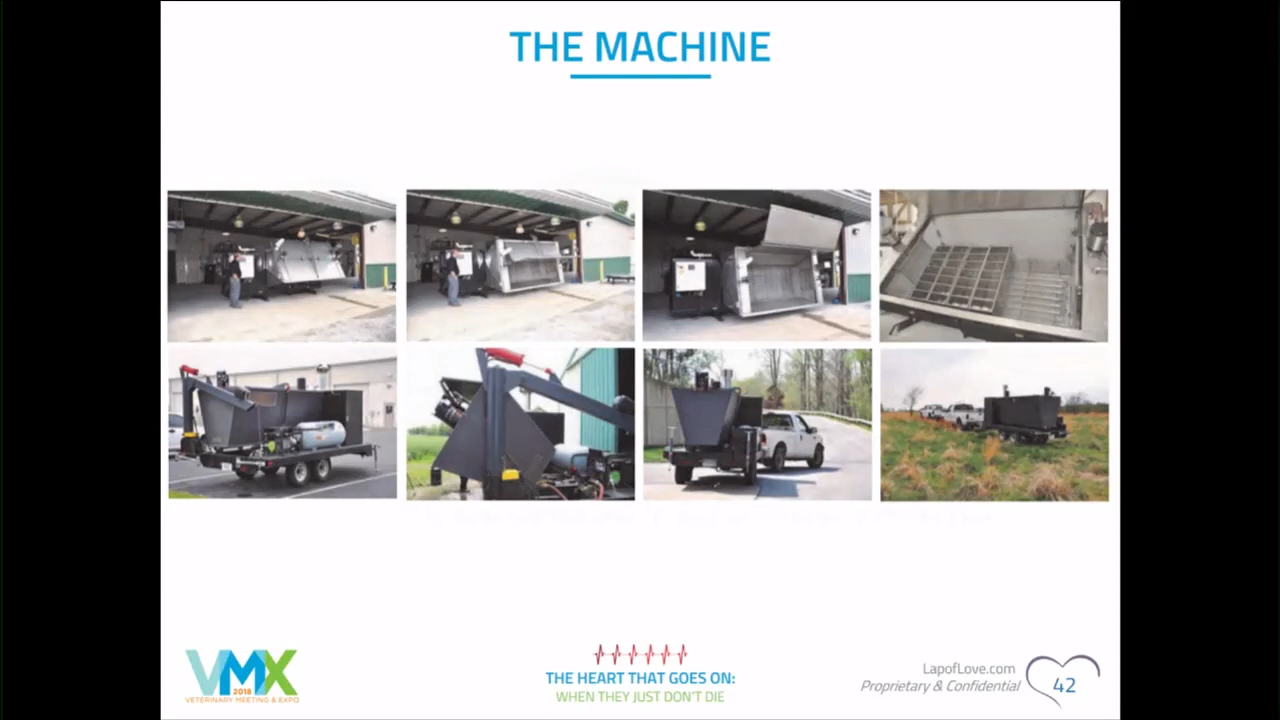 THE MACHINE
VMX
2018
VETERINARY MEETING & EXPO
THE HEART THAT GOES ON:
WHEN THEY JUST DON'T DIE
LapofLove.com
Proprietary & Confidential
42